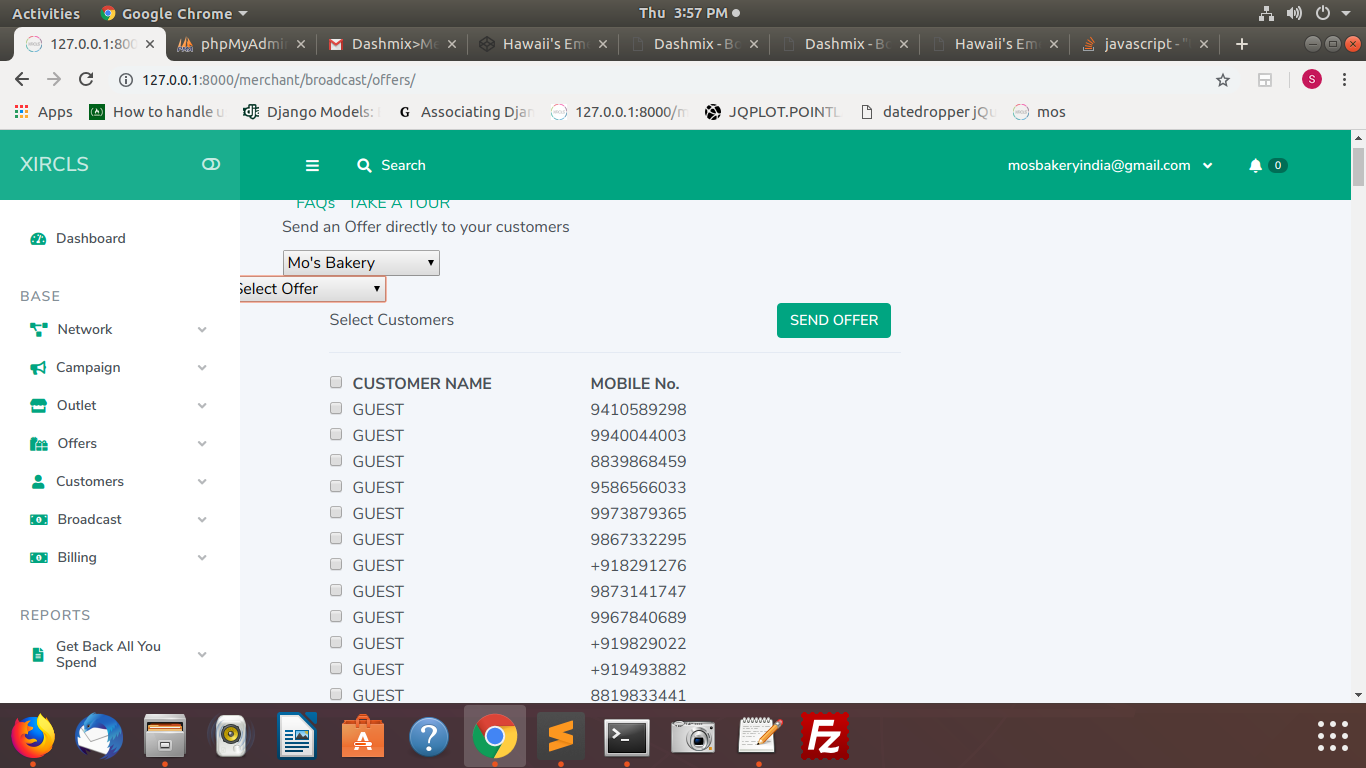 Activities Google Chrome Thu 3:57 PM
127.0.0.1:800 phpMyAdmi Dashmix>Me Hawaii's Eme Dashmix - Bo Dashmix - Bo Hawaii's Eme javascript - "
127.0.0.1:8000/merchant/broadcast/offers/ S
Apps How to handle u Django Models: Associating Djan 127.0.0.1:8000/m JQPLOT.POINTL datedropper jQu mos
XIRCLS Search mosbakeryindia@gmail.com 0
FAQs TAKE A TOUR
Send an Offer directly to your customers
Mo's Bakery
Select Offer
Select Customers SEND OFFER
CUSTOMER NAME MOBILE No.
GUEST 9410589298
GUEST 9940044003
GUEST 8839868459
GUEST 9586566033
GUEST 9973879365
GUEST 9867332295
GUEST +918291276
GUEST 9873141747
GUEST 9967840689
GUEST +919829022
GUEST +919493882
GUEST 8819833441
Dashboard
BASE
Network
Campaign
Outlet
Offers
Customers
Broadcast
Billing
REPORTS
Get Back All You
Spend